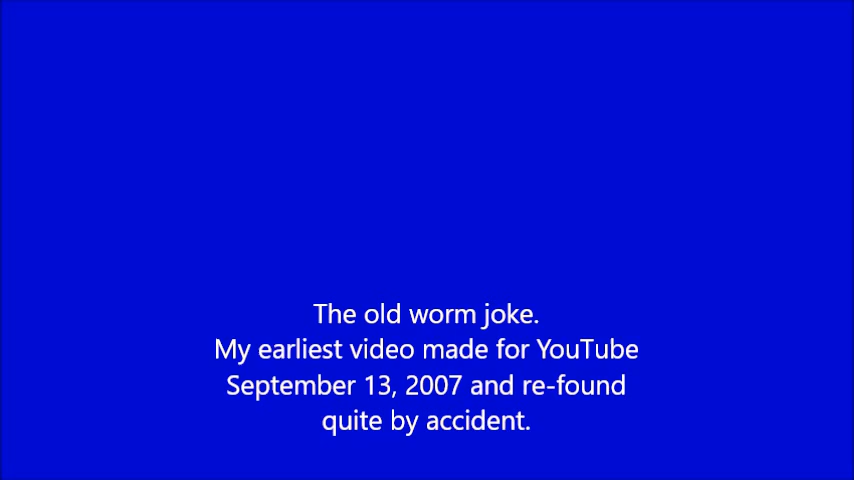 The old worm joke.
My earliest video made for YouTube
September 13, 2007 and re-found
quite by accident.